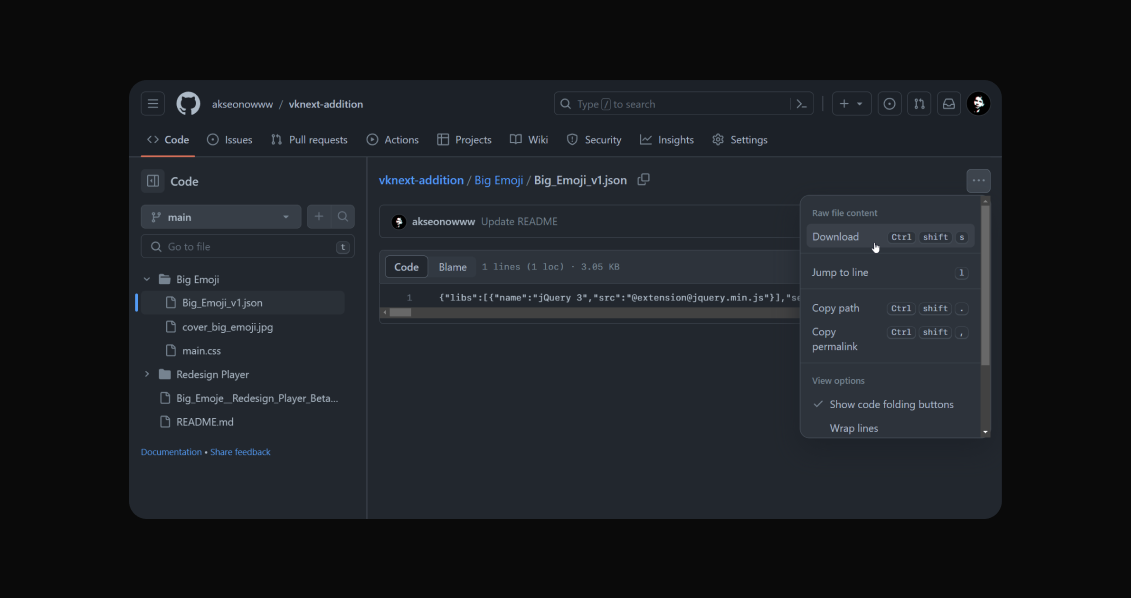 akseonowww / vknext-addition
Type / to search
Code Issues Pull requests Actions Projects Wiki Security Insights Settings
Code
main
Go to file t
Big Emoji
Big_Emoji_v1.json
cover_big_emoji.jpg
main.css
Redesign Player
Big_Emoje__Redesign_Player_Beta...
README.md
Documentation • Share feedback
vknext-addition / Big Emoji / Big_Emoji_v1.json
akseonowww Update README
Code Blame 1 lines (1 loc) · 3.05 KB
1 {"libs":[{"name":"jQuery 3","src":"@extension@jquery.min.js"}],"se
Raw file content
Download Ctrl shift s
Jump to line l
Copy path Ctrl shift .
Copy Ctrl shift ,
permalink
View options
Show code folding buttons
Wrap lines